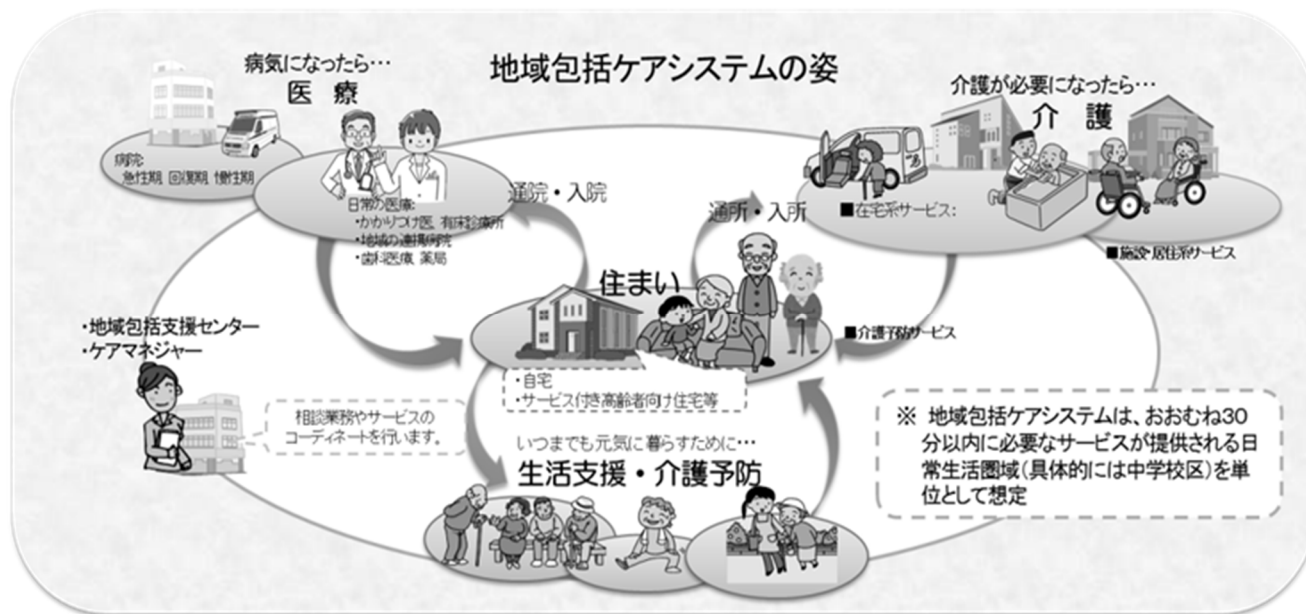 地域包括ケアシステムの姿
病気になったら…
医 療
病院:
急性期、回復期、慢性期
日常の医療:
・かかりつけ医、有床診療所
・地域の連携病院
・歯科医療、薬局
通院・入院
介護が必要になったら…
介 護
通所・入所
■在宅系サービス:
■施設・居住系サービス
■介護予防サービス
住まい
・自宅
・サービス付き高齢者向け住宅等
・地域包括支援センター
・ケアマネジャー
相談業務やサービスの
コーディネートを行います。
いつまでも元気に暮らすために…
生活支援・介護予防
※ 地域包括ケアシステムは、おおむね30
分以内に必要なサービスが提供される日
常生活圏域(具体的には中学校区)を単
位として想定